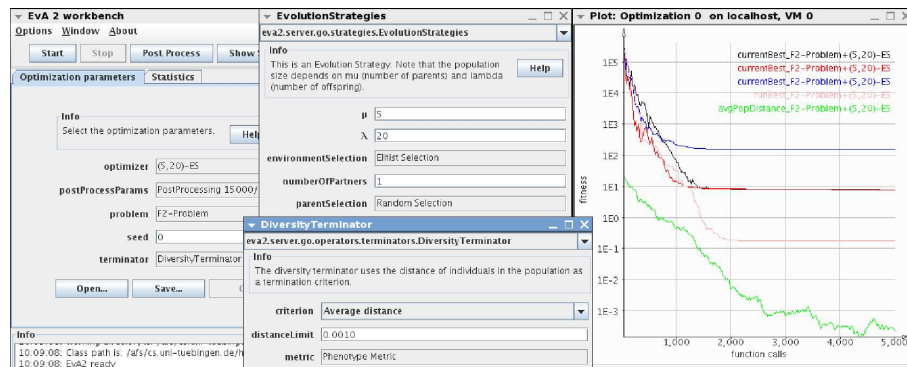 EvA 2 workbench
Options Window About
Start Stop Post Process Show
Optimization parameters Statistics
Info
Select the optimization parameters. Help
optimizer (5,20)-ES
postProcessParams PostProcessing 15000/
problem F2-Problem
seed 0
terminator DiversityTerminator
Open... Save...
Info
10:09:08: Class path is: /afs/cs.uni-tuebingen.de/h
10:09:08: EvA2 ready
EvolutionStrategies
eva2.server.go.strategies.EvolutionStrategies
Info
This is an Evolution Strategy. Note that the population
size depends on mu (number of parents) and lambda
(number of offspring).
Help
μ 5
λ 20
environmentSelection Elitist Selection
numberOfPartners 1
parentSelection Random Selection
DiversityTerminator
eva2.server.go.operators.terminators.DiversityTerminator
Info
The diversity terminator uses the distance of individuals in the population as
a termination criterion.
criterion Average distance
distanceLimit 0.0010
metric Phenotype Metric
Plot: Optimization 0 on localhost, VM 0
currentBest_F2-Problem+(5,20)-ES
currentBest_F2-Problem+(5,20)-ES
currentBest_F2-Problem+(5,20)-ES
runBest_F2-Problem+(5,20)-ES
avgPopDistance_F2-Problem+(5,20)-ES
1E5
1E3
1E2
1E1
1E0
1E-1
1E-2
1E-3
fitness
1,000 2,000 3,000 4,000 5,000
function calls